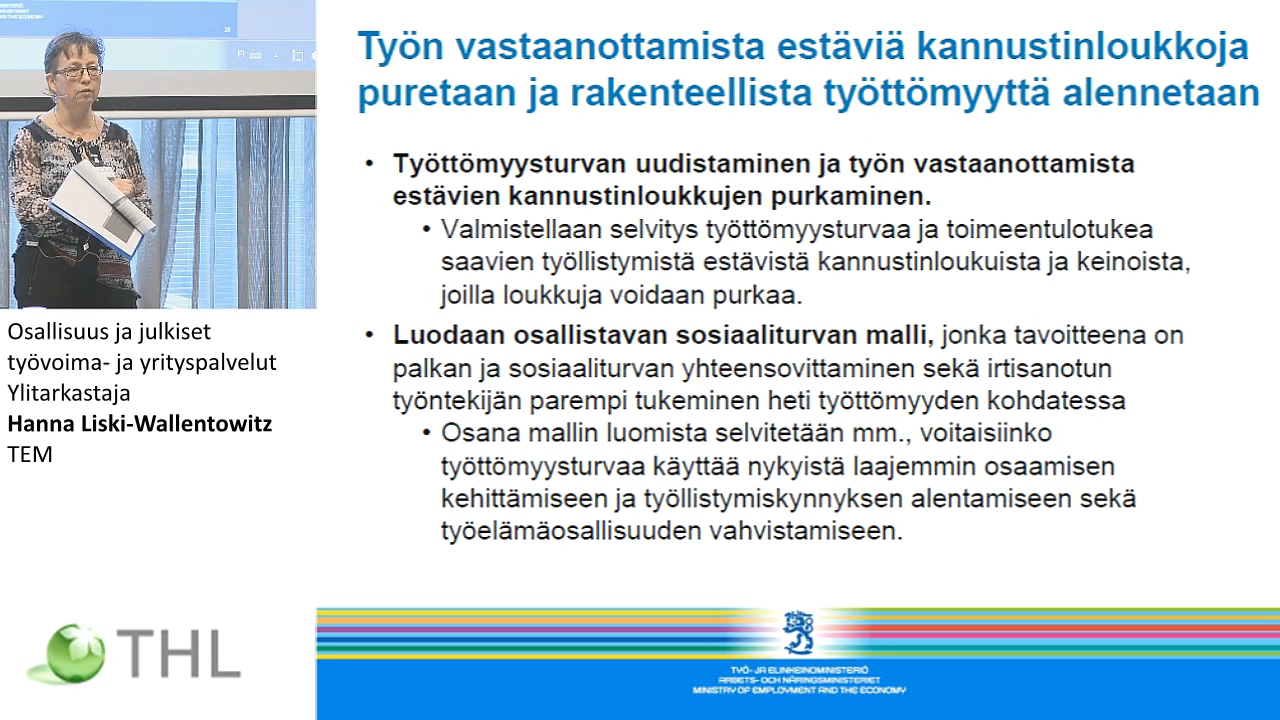 26
FI
Työn vastaanottamista estäviä kannustinloukkoja
puretaan ja rakenteellista työttömyyttä alennetaan
• Työttömyysturvan uudistaminen ja työn vastaanottamista
estävien kannustinloukkujen purkaminen.
• Valmistellaan selvitys työttömyysturvaa ja toimeentulotukea
saavien työllistymistä estävistä kannustinloukuista ja keinoista,
joilla loukkuja voidaan purkaa.
• Luodaan osallistavan sosiaaliturvan malli, jonka tavoitteena on
palkan ja sosiaaliturvan yhteensovittaminen sekä irtisanotun
työntekijän parempi tukeminen heti työttömyyden kohdatessa
• Osana mallin luomista selvitetään mm., voitaisiinko
työttömyysturvaa käyttää nykyistä laajemmin osaamisen
kehittämiseen ja työllistymiskynnyksen alentamiseen sekä
työelämäosallisuuden vahvistamiseen.
Osallisuus ja julkiset
työvoima- ja yrityspalvelut
Ylitarkastaja
Hanna Liski-Wallentowitz
TEM
THL
TYÖ- JA ELINKEINOMINISTERIÖ
ARBETS- OCH NÄRINGSMINISTERIET
MINISTRY OF EMPLOYMENT AND THE ECONOMY